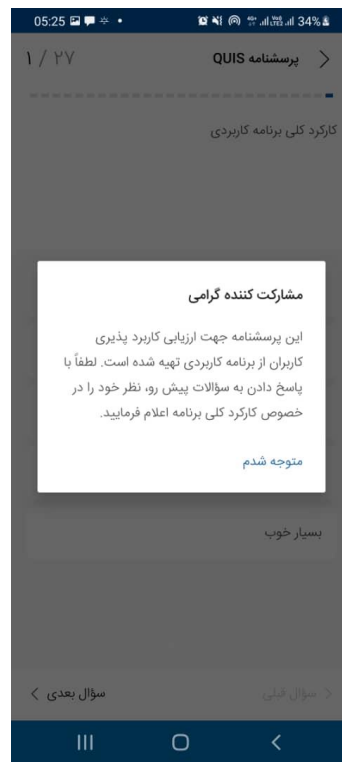 05:25
34%
پرسشنامه QUIS
۱ / ۲۷
کارکرد کلی برنامه کاربردی
مشارکت کننده گرامی
این پرسشنامه جهت ارزیابی کاربرد پذیری
کاربران از برنامه کاربردی تهیه شده است. لطفاً با
پاسخ دادن به سؤالات پیش رو، نظر خود را در
خصوص کارکرد کلی برنامه اعلام فرمایید.
متوجه شدم
بسیار خوب
سؤال قبلی
سؤال بعدی